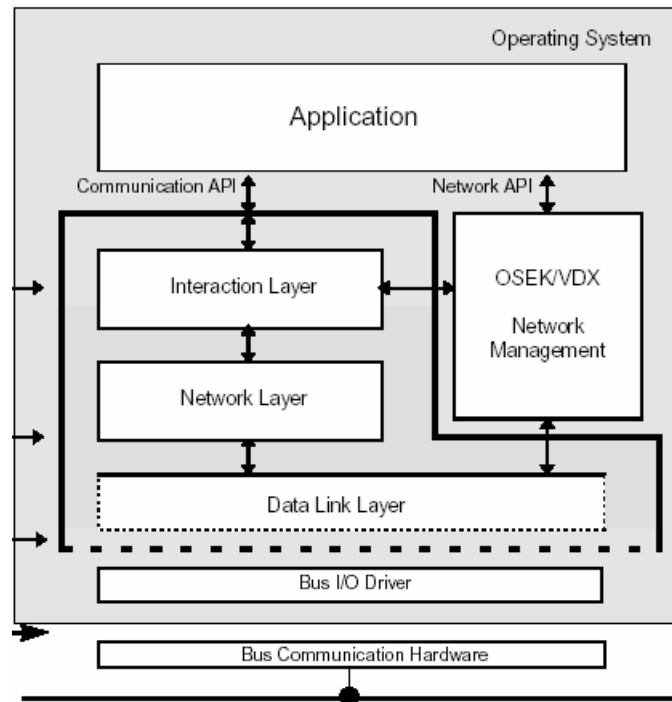 Operating System
Application
Communication API
Network API
Interaction Layer
OSEK/VDX
Network
Management
Network Layer
Data Link Layer
Bus I/O Driver
Bus Communication Hardware